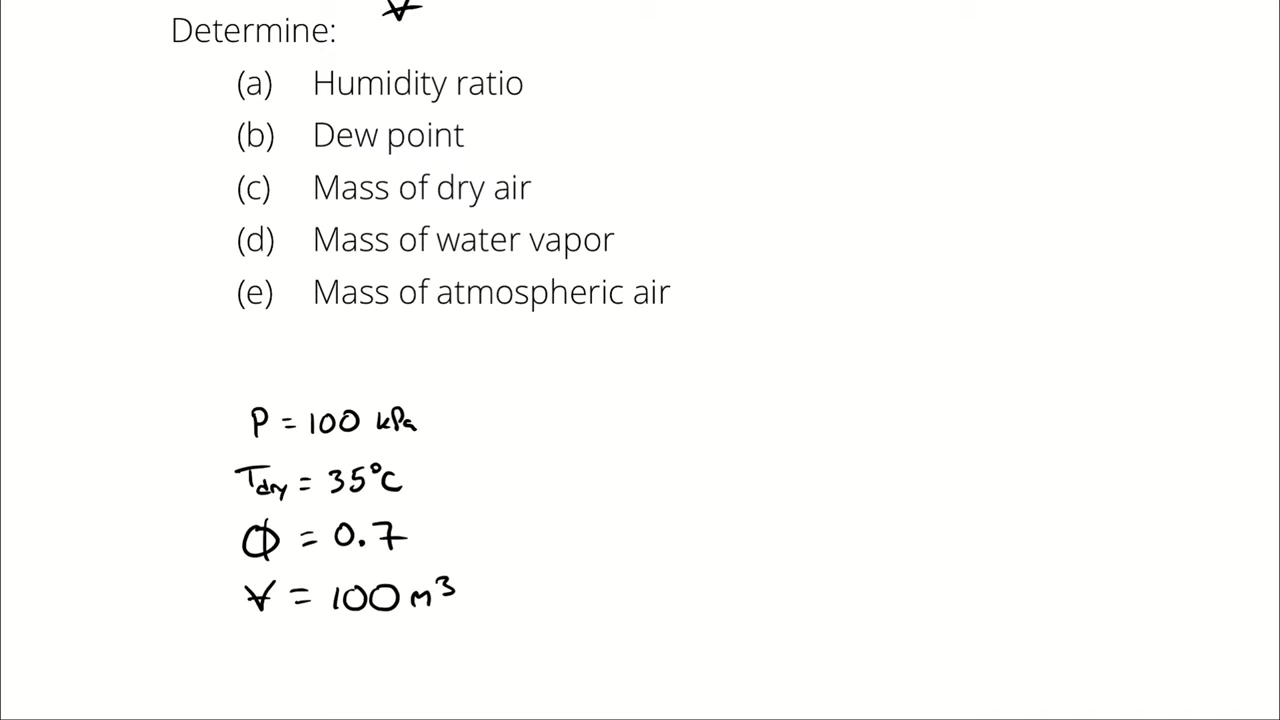 V
Determine:
(a) Humidity ratio
(b) Dew point
(c) Mass of dry air
(d) Mass of water vapor
(e) Mass of atmospheric air
P = 100 kPa
Tdry = 35°C
Φ = 0.7
V = 100 m³